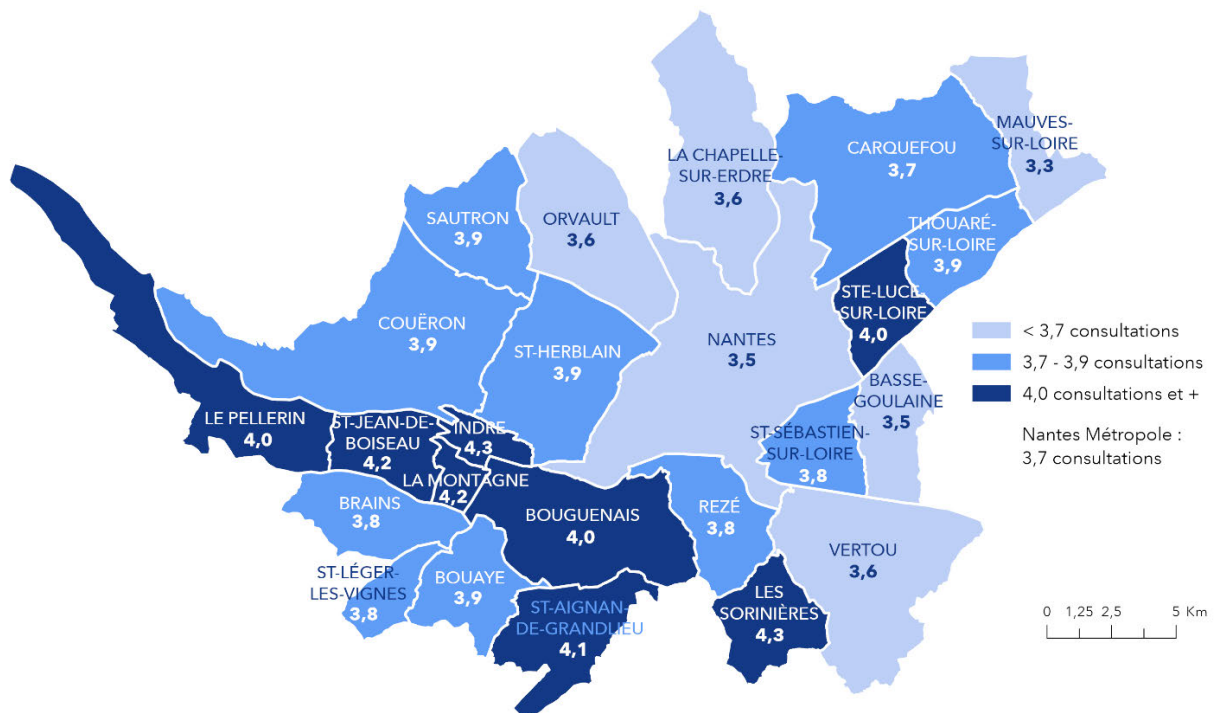 MAUVES-
SUR-LOIRE
3,3
CARQUEFOU
3,7
LA CHAPELLE-
SUR-ERDRE
3,6
SAUTRON
3,9
ORVAULT
3,6
THOUARÉ-
SUR-LOIRE
3,9
STE-LUCE-
SUR-LOIRE
4,0
COUËRON
3,9
ST-HERBLAIN
3,9
NANTES
3,5
BASSE-
GOULAINE
3,5
LE PELLERIN
4,0
ST-JEAN-DE-
BOISEAU
4,2
INDRE
4,3
ST-SÉBASTIEN-
SUR-LOIRE
3,8
LA MONTAGNE
4,2
BRAINS
3,8
BOUGUENAIS
4,0
REZÉ
3,8
VERTOU
3,6
ST-LÉGER-
LES-VIGNES
3,8
BOUAYE
3,9
ST-AIGNAN-
DE-GRANDLIEU
4,1
LES
SORINIÈRES
4,3
< 3,7 consultations
3,7 - 3,9 consultations
4,0 consultations et +
Nantes Métropole :
3,7 consultations
0 1,25 2,5 5 Km